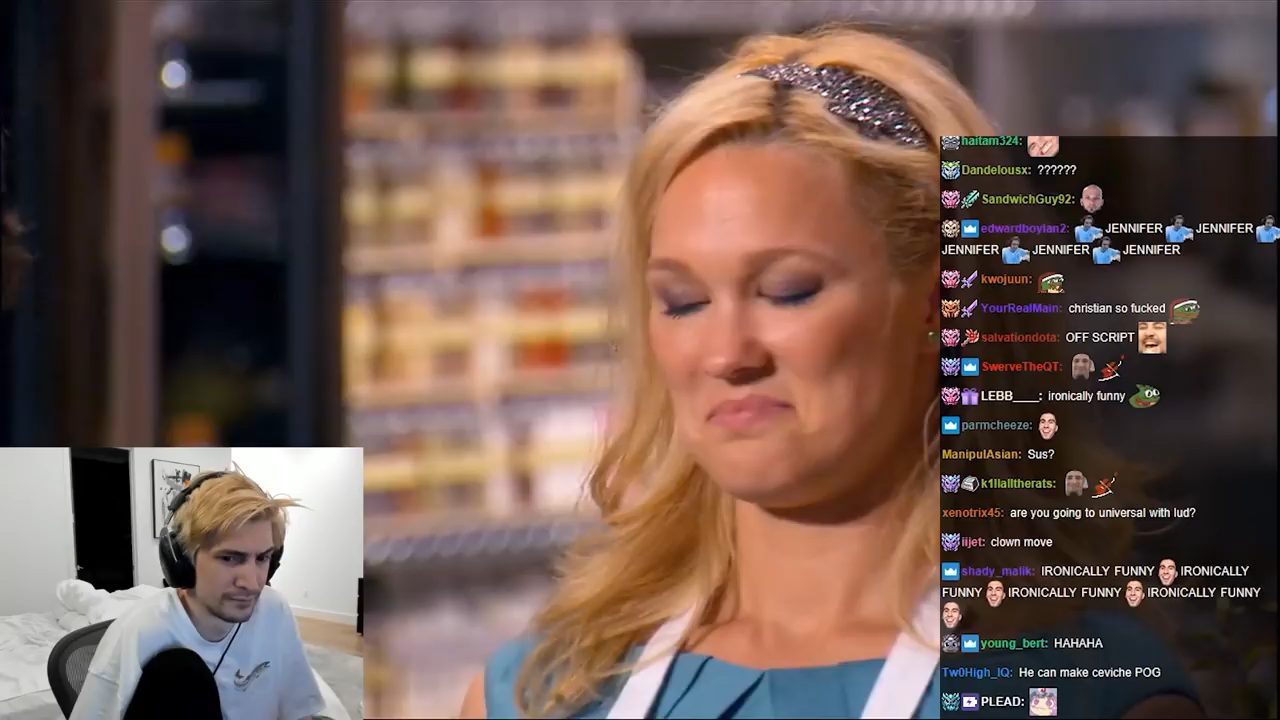 haitam324:
Dandelousx: ??????
SandwichGuy92:
edwardboylan2: JENNIFER JENNIFER
JENNIFER JENNIFER JENNIFER
kwojuun:
YourRealMain: christian so fucked
salvationdota: OFF SCRIPT
SwerveTheQT:
LEBB____: ironically funny
parmcheeze:
ManipulAsian: Sus?
k1llalltherats:
xenotrix45: are you going to universal with lud?
iijet: clown move
shady_malik: IRONICALLY FUNNY IRONICALLY
FUNNY IRONICALLY FUNNY IRONICALLY FUNNY
young_bert: HAHAHA
Tw0High_IQ: He can make ceviche POG
PLEAD: